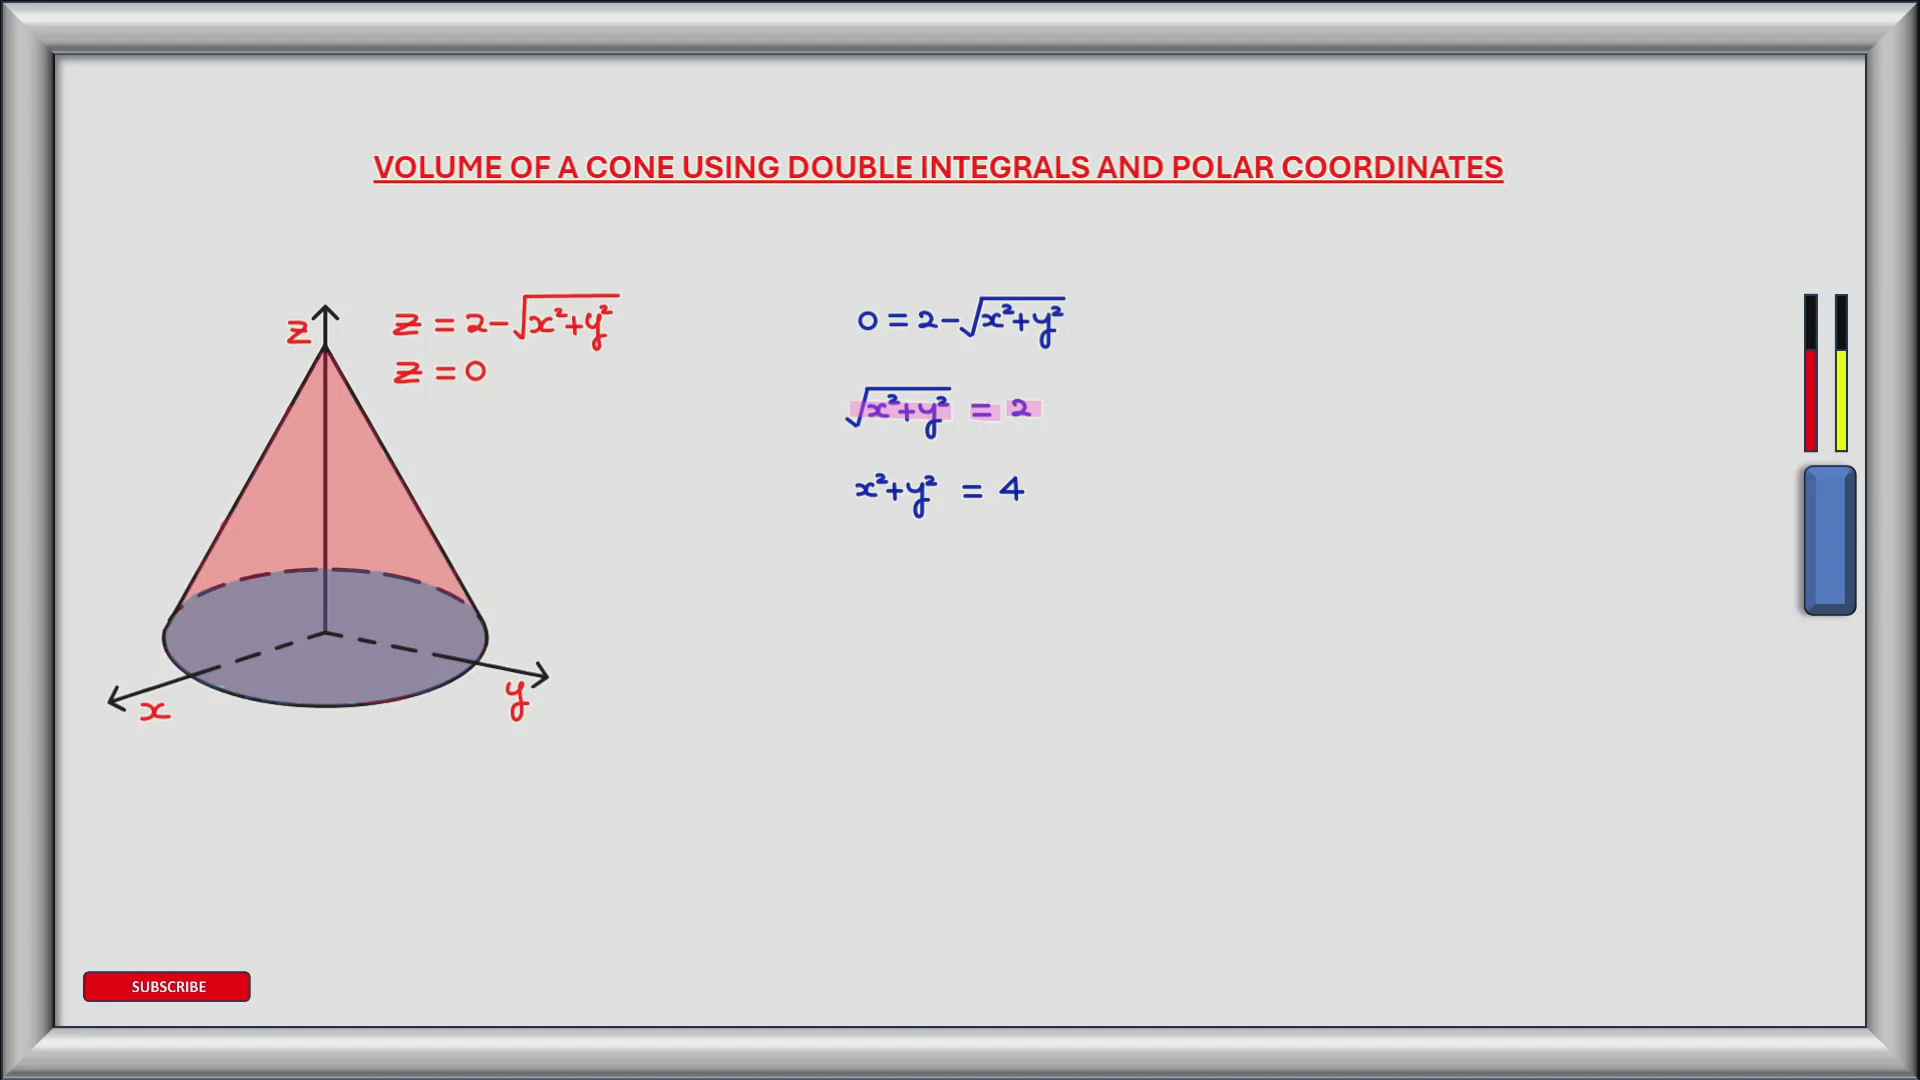 VOLUME OF A CONE USING DOUBLE INTEGRALS AND POLAR COORDINATES
z
z = 2-√x²+y²
z = 0
x
y
0 = 2-√x²+y²
√x²+y² = 2
x²+y² = 4
SUBSCRIBE